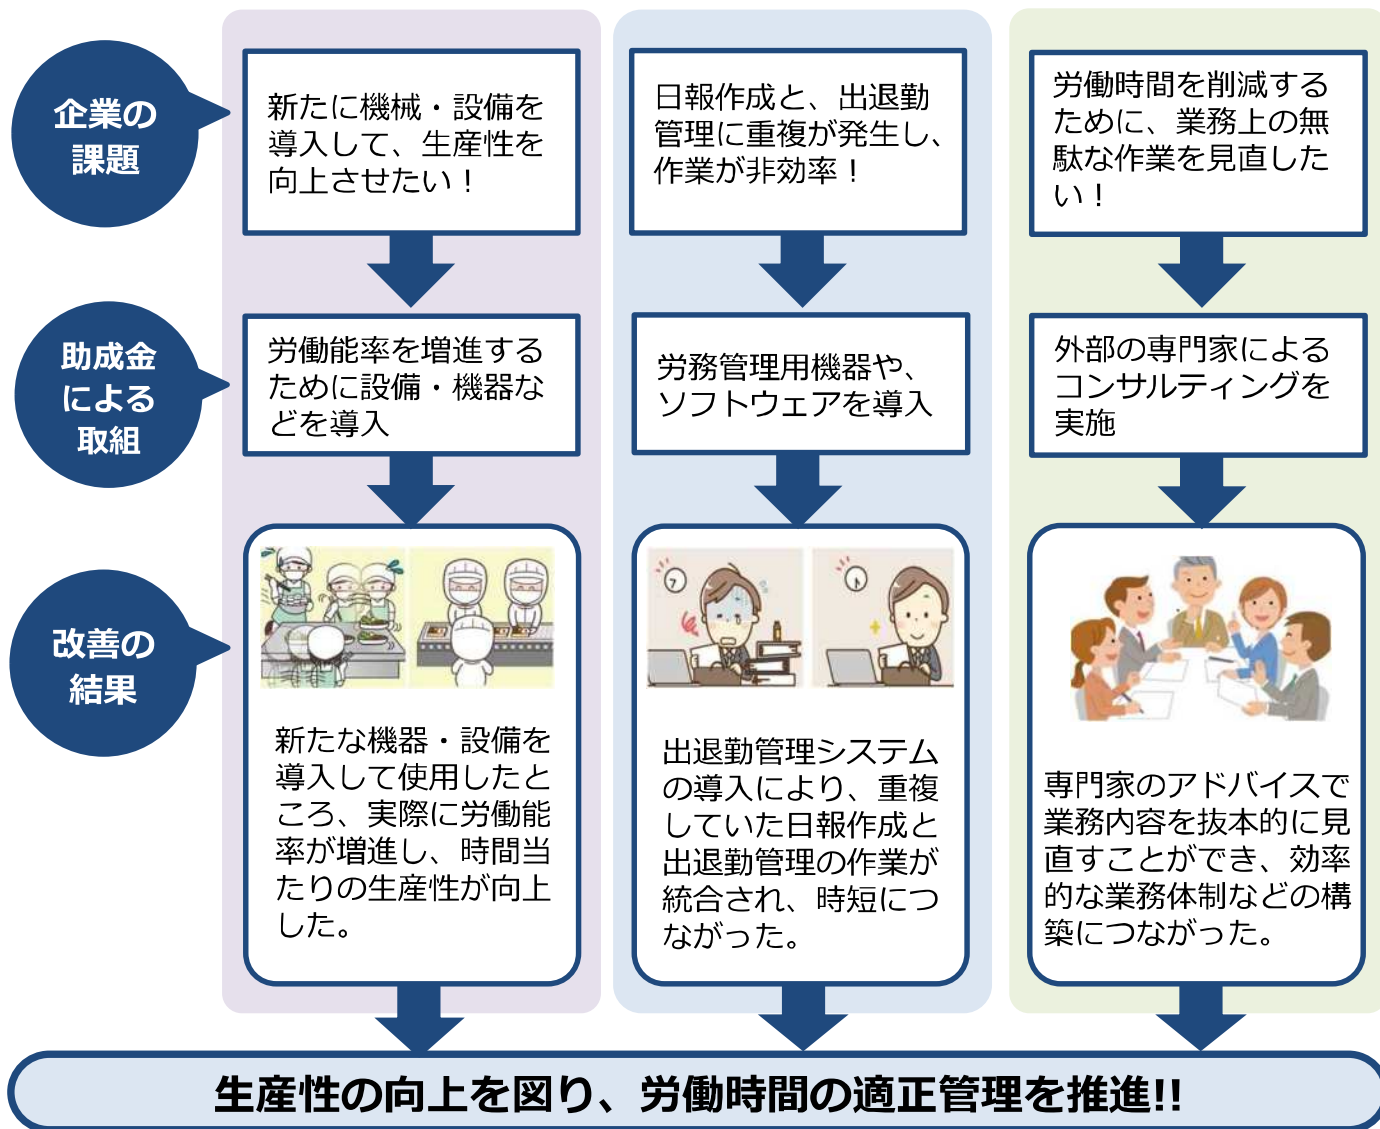 企業の
課題
新たに機械・設備を
導入して、生産性を
向上させたい！
日報作成と、出退勤
管理に重複が発生し、
作業が非効率！
労働時間を削減する
ために、業務上の無
駄な作業を見直した
い！
助成金
による
取組
労働能率を増進する
ために設備・機器な
どを導入
労務管理用機器や、
ソフトウェアを導入
外部の専門家による
コンサルティングを
実施
改善の
結果
7
新たな機器・設備を
導入して使用したと
ころ、実際に労働能
率が増進し、時間当
たりの生産性が向上
した。
出退勤管理システム
の導入により、重複
していた日報作成と
出退勤管理の作業が
統合され、時短につ
ながった。
専門家のアドバイスで
業務内容を抜本的に見
直すことができ、効率
的な業務体制などの構
築につながった。
生産性の向上を図り、労働時間の適正管理を推進!!